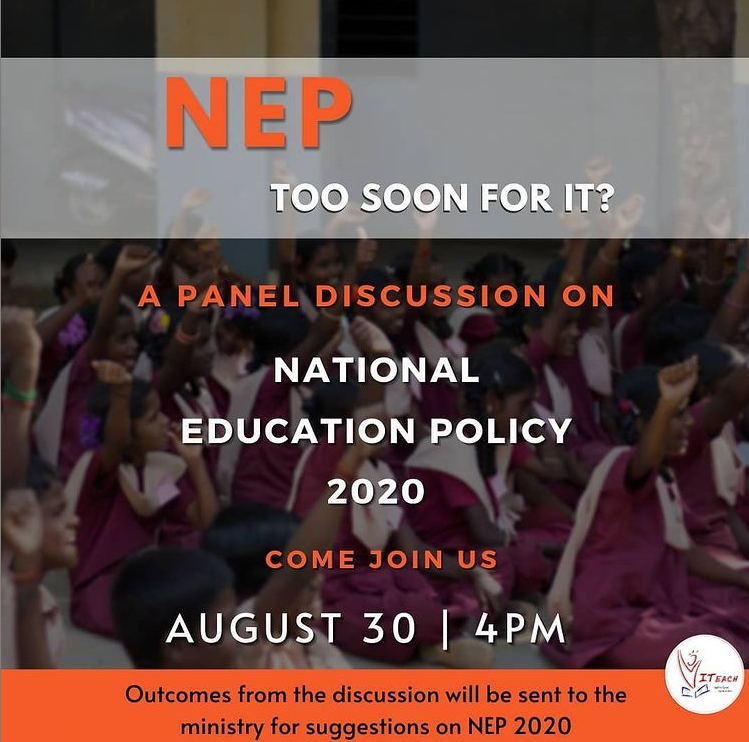 NEP
TOO SOON FOR IT?
A PANEL DISCUSSION ON
NATIONAL
EDUCATION POLICY
2020
COME JOIN US
AUGUST 30 | 4PM
ITEACH
Outcomes from the discussion will be sent to the
ministry for suggestions on NEP 2020